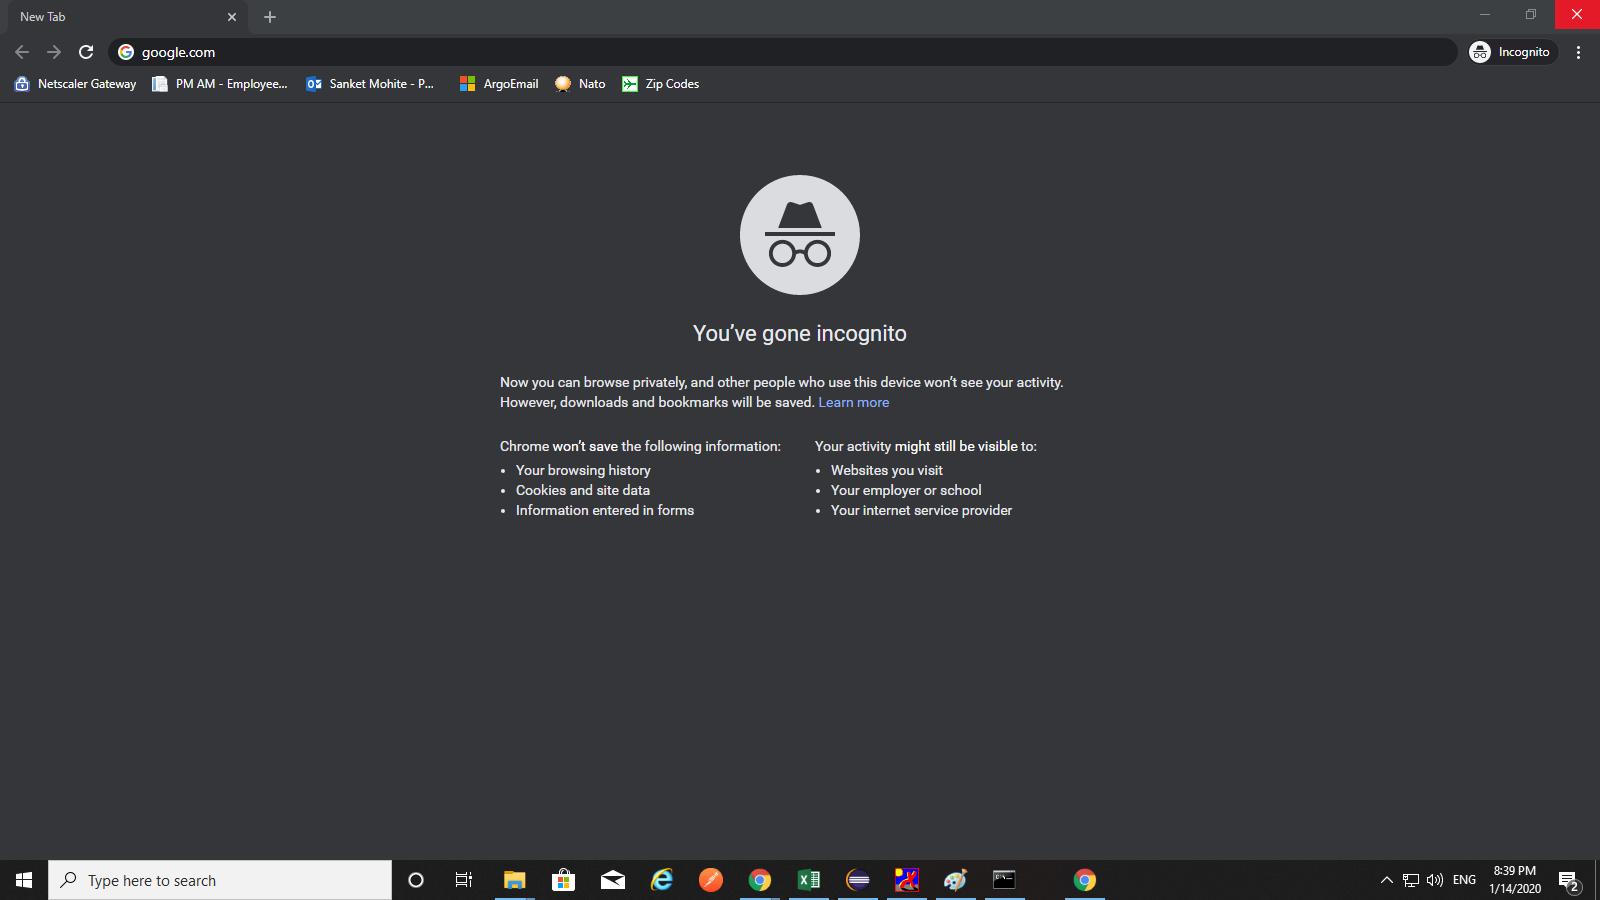 New Tab
google.com
Incognito
Netscaler Gateway
PM AM - Employee...
Sanket Mohite - P...
ArgoEmail
Nato
Zip Codes
You've gone incognito
Now you can browse privately, and other people who use this device won't see your activity.
However, downloads and bookmarks will be saved. Learn more
Chrome won't save the following information:
• Your browsing history
• Cookies and site data
• Information entered in forms
Your activity might still be visible to:
• Websites you visit
• Your employer or school
• Your internet service provider
Type here to search
ENG
8:39 PM
1/14/2020
2